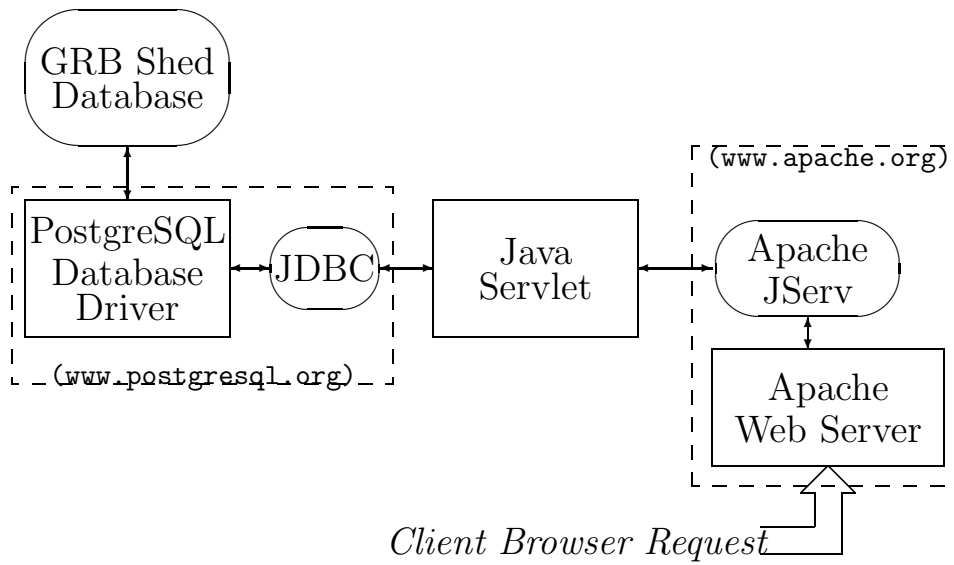 GRB Shed
Database
(www.apache.org)
PostgreSQL
Database
Driver
JDBC
Java
Servlet
Apache
JServ
(www.postgresql.org)
Apache
Web Server
Client Browser Request